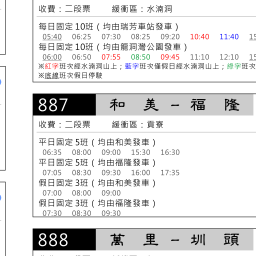 收費：二段票　　緩衝區：水湳洞
每日固定 10班（均由瑞芳車站發車）
05:40 06:25 07:30 08:25 09:20 10:40 11:40
每日固定 10班（均由龍洞灣公園發車）
06:00 06:50 07:55 08:50 09:45 11:10 12:10
※紅字班次經水湳洞山上；藍字班次僅假日經水湳洞山上；綠字班
※底線班次假日停駛
887 和美－福隆
收費：二段票　　緩衝區：貢寮
平日固定 5班（均由和美發車）
06:35 08:00 09:00 15:30 16:30
平日固定 5班（均由福隆發車）
07:05 08:30 09:30 16:00 17:35
假日固定 3班（均由和美發車）
07:00 08:00 09:00
假日固定 3班（均由福隆發車）
07:30 08:30 09:30
888 萬里－圳頭